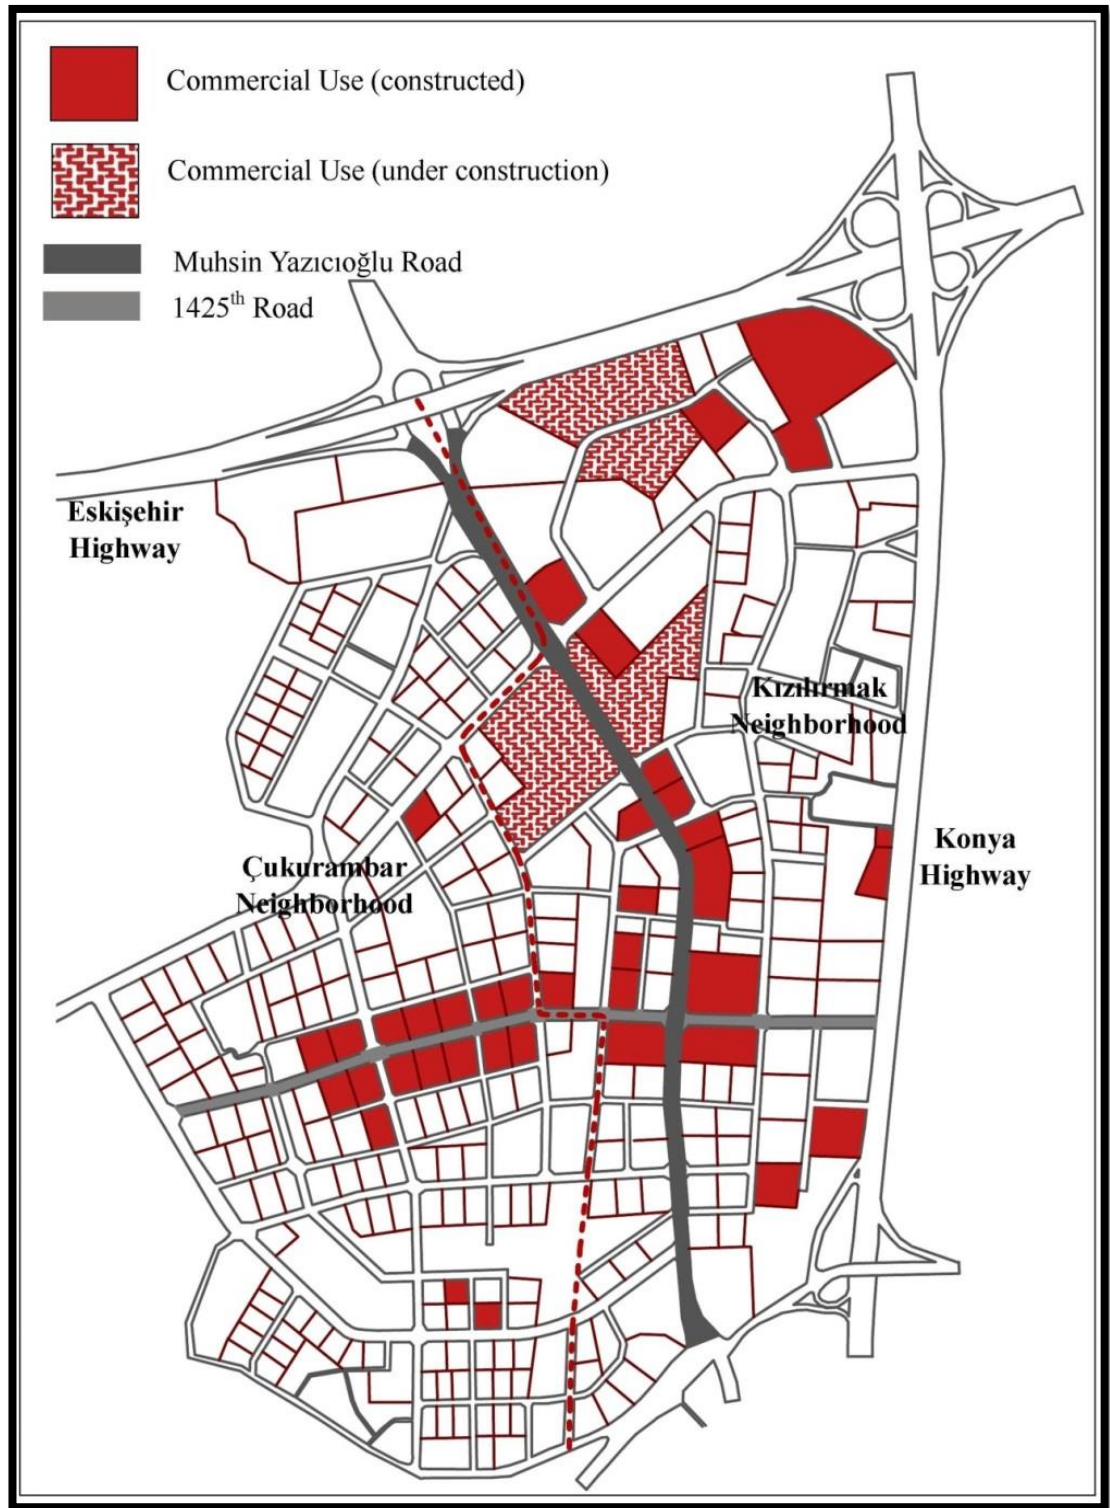 Commercial Use (constructed)
Commercial Use (under construction)
Muhsin Yazıcıoğlu Road
1425th Road
Eskişehir
Highway
Kızılırmak
Neighborhood
Konya
Highway
Çukurambar
Neighborhood